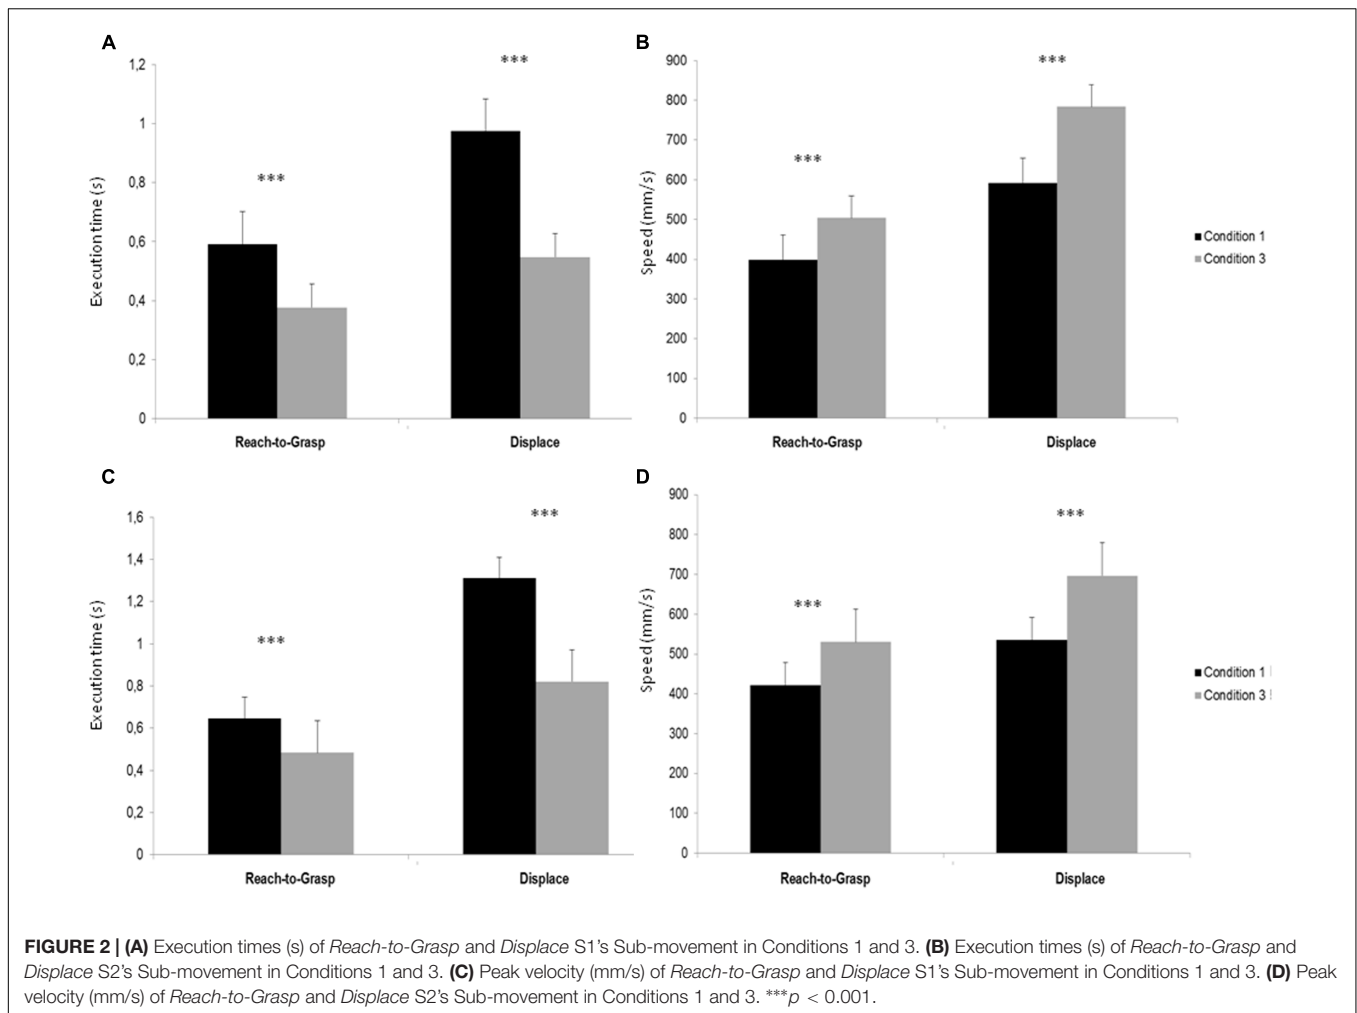 A
1,2
1
0,8
0,6
0,4
0,2
0
Execution time (s)
***
***
Reach-to-Grasp
Displace
B
900
800
700
600
500
400
300
200
100
0
Speed (mm/s)
***
***
Reach-to-Grasp
Displace
Condition 1
Condition 3
C
1,6
1,4
1,2
1
0,8
0,6
0,4
0,2
0
Execution time (s)
***
***
Reach-to-Grasp
Displace
D
900
800
700
600
500
400
300
200
100
0
Speed (mm/s)
***
***
Reach-to-Grasp
Displace
Condition 1
Condition 3
FIGURE 2 | (A) Execution times (s) of Reach-to-Grasp and Displace S1's Sub-movement in Conditions 1 and 3. (B) Execution times (s) of Reach-to-Grasp and
Displace S2's Sub-movement in Conditions 1 and 3. (C) Peak velocity (mm/s) of Reach-to-Grasp and Displace S1's Sub-movement in Conditions 1 and 3. (D) Peak
velocity (mm/s) of Reach-to-Grasp and Displace S2's Sub-movement in Conditions 1 and 3. ***p < 0.001.